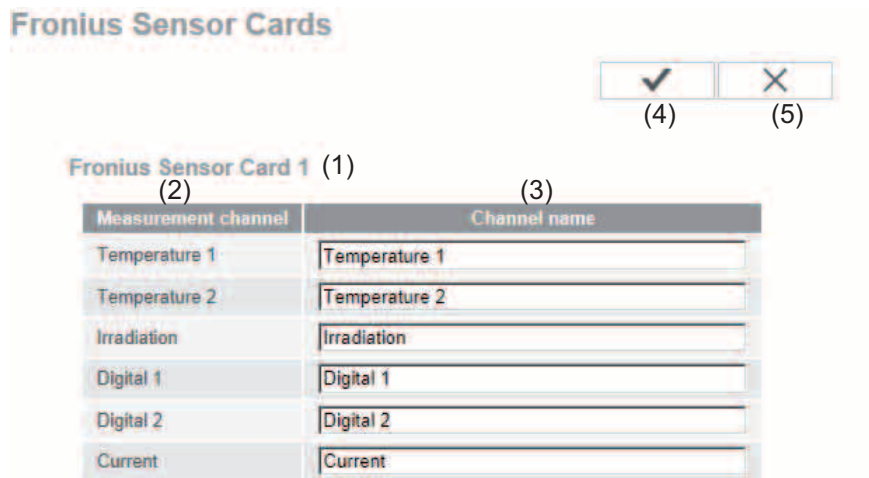 Fronius Sensor Cards
(4) (5)
Fronius Sensor Card 1 (1)
(2) (3)
Measurement channel Channel name
Temperature 1 Temperature 1
Temperature 2 Temperature 2
Irradiation Irradiation
Digital 1 Digital 1
Digital 2 Digital 2
Current Current